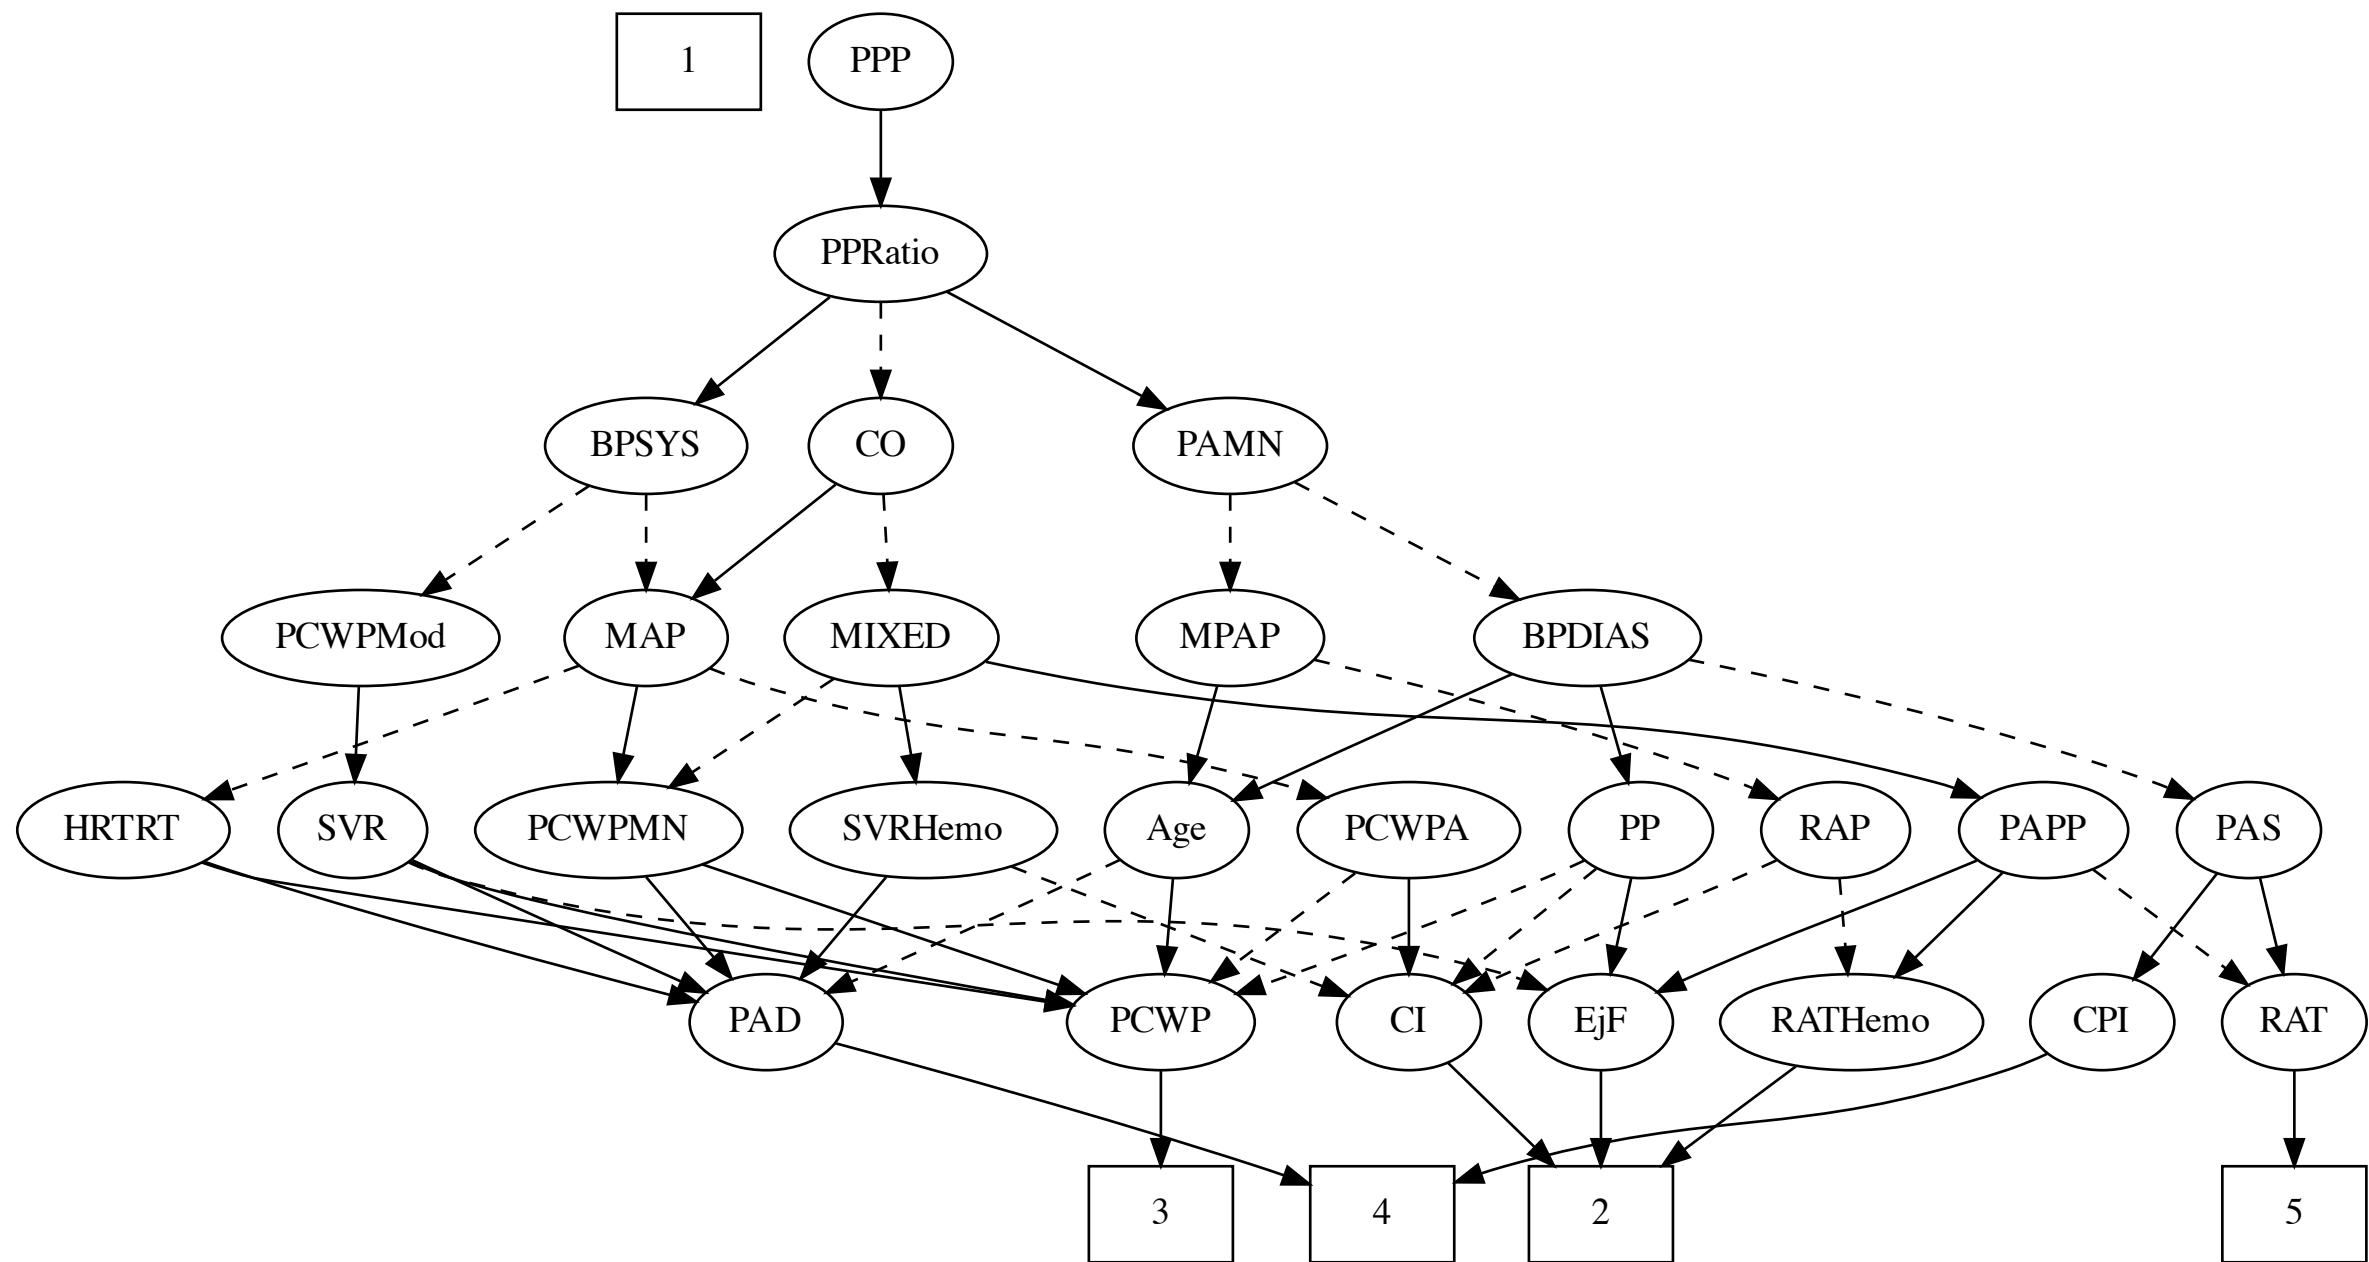 1
PPP
PPRatio
BPSYS
CO
PAMN
PCWPMod
MAP
MIXED
MPAP
BPDIAS
HRTRT
SVR
PCWPMN
SVRHemo
Age
PCWPA
PP
RAP
PAPP
PAS
PAD
PCWP
CI
EjF
RATHemo
CPI
RAT
3
4
2
5